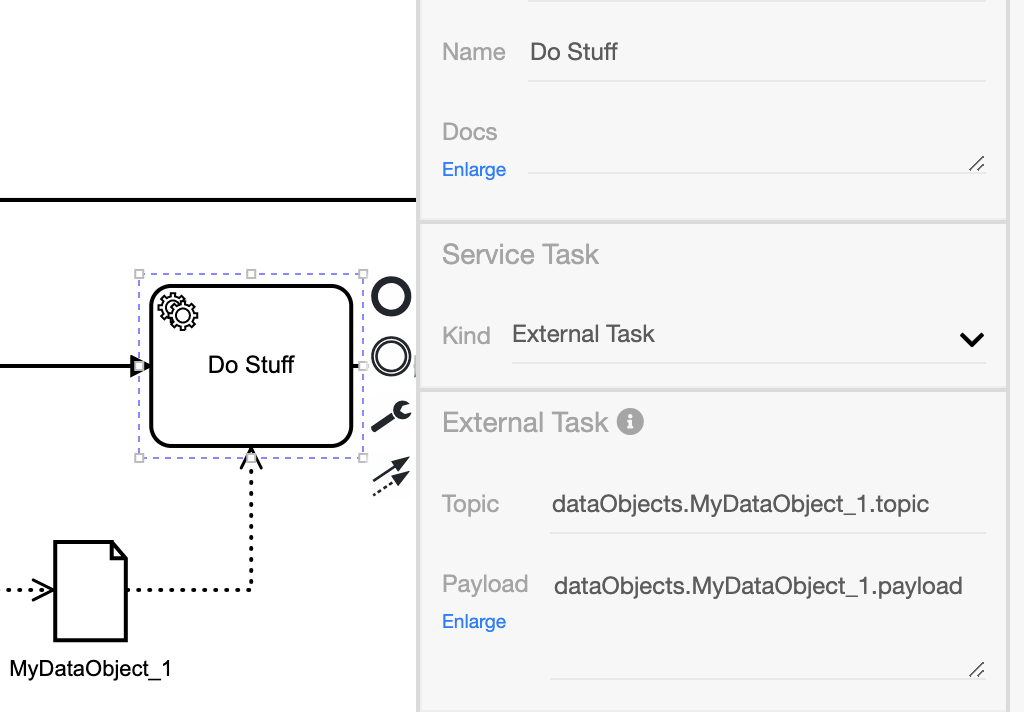 Name Do Stuff
Docs
Enlarge
Service Task
Kind External Task
External Task
Topic dataObjects.MyDataObject_1.topic
Payload dataObjects.MyDataObject_1.payload
Enlarge
Do Stuff
MyDataObject_1